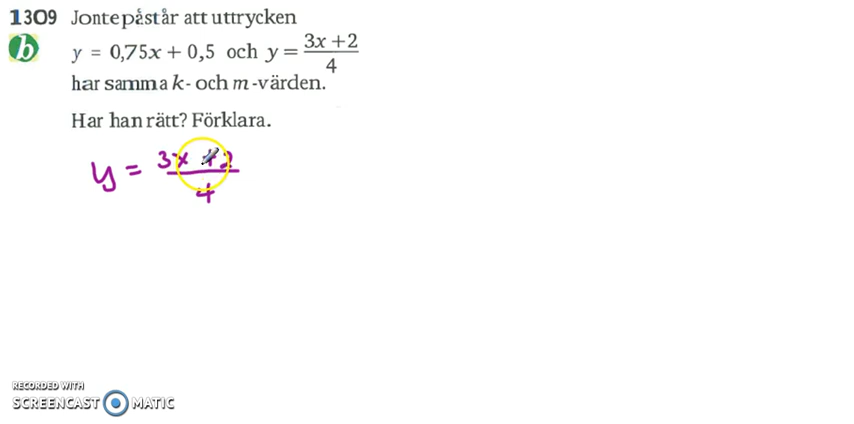 1309 Jonte påstår att uttrycken
b y = 0,75x + 0,5 och y = (3x + 2)/4
har samma k- och m-värden.
Har han rätt? Förklara.
y = (3x + 2)/4
RECORDED WITH
SCREENCAST MATIC